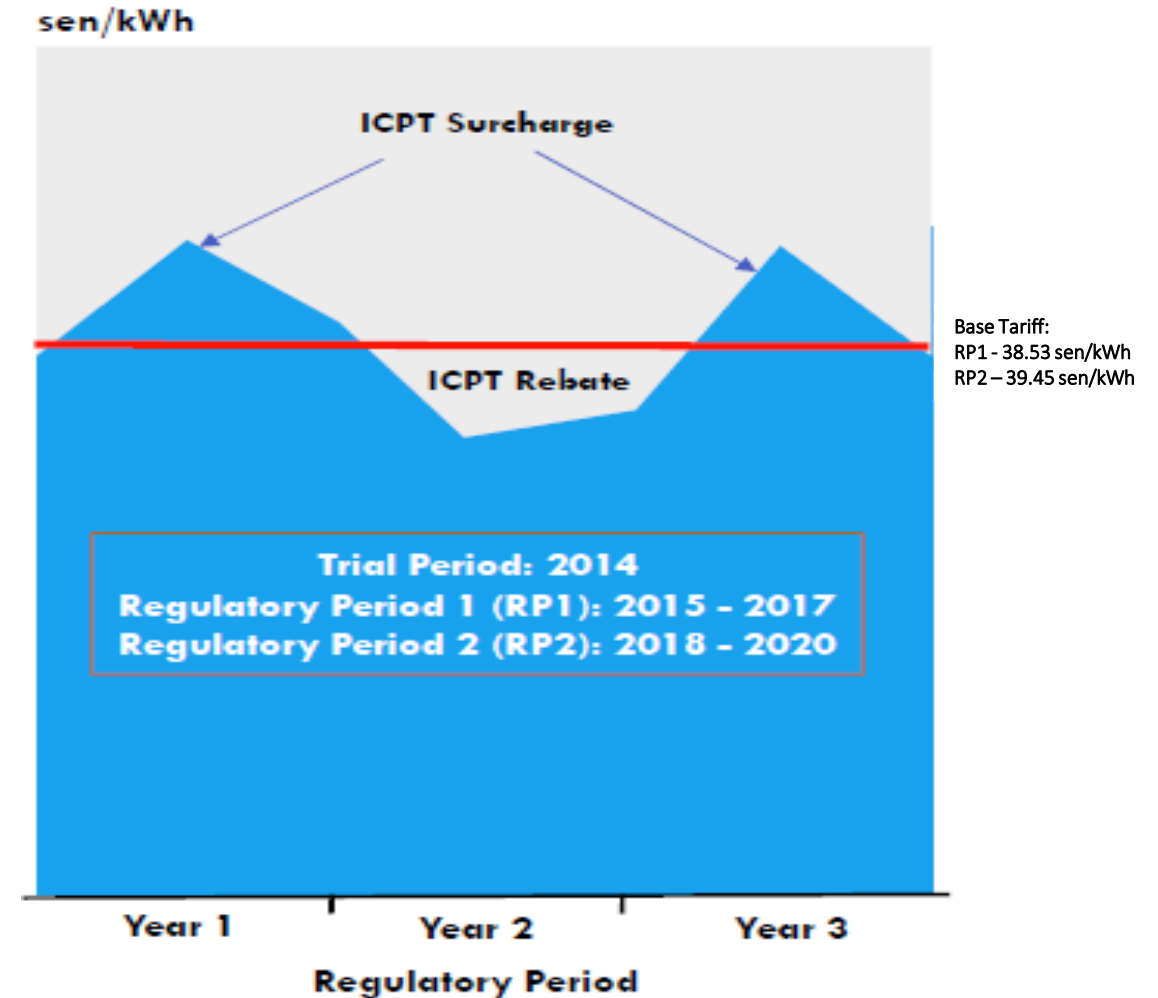 sen/kWh
ICPT Surcharge
ICPT Rebate
Base Tariff:
RP1 - 38.53 sen/kWh
RP2 – 39.45 sen/kWh
Trial Period: 2014
Regulatory Period 1 (RP1): 2015 - 2017
Regulatory Period 2 (RP2): 2018 - 2020
Year 1
Year 2
Year 3
Regulatory Period